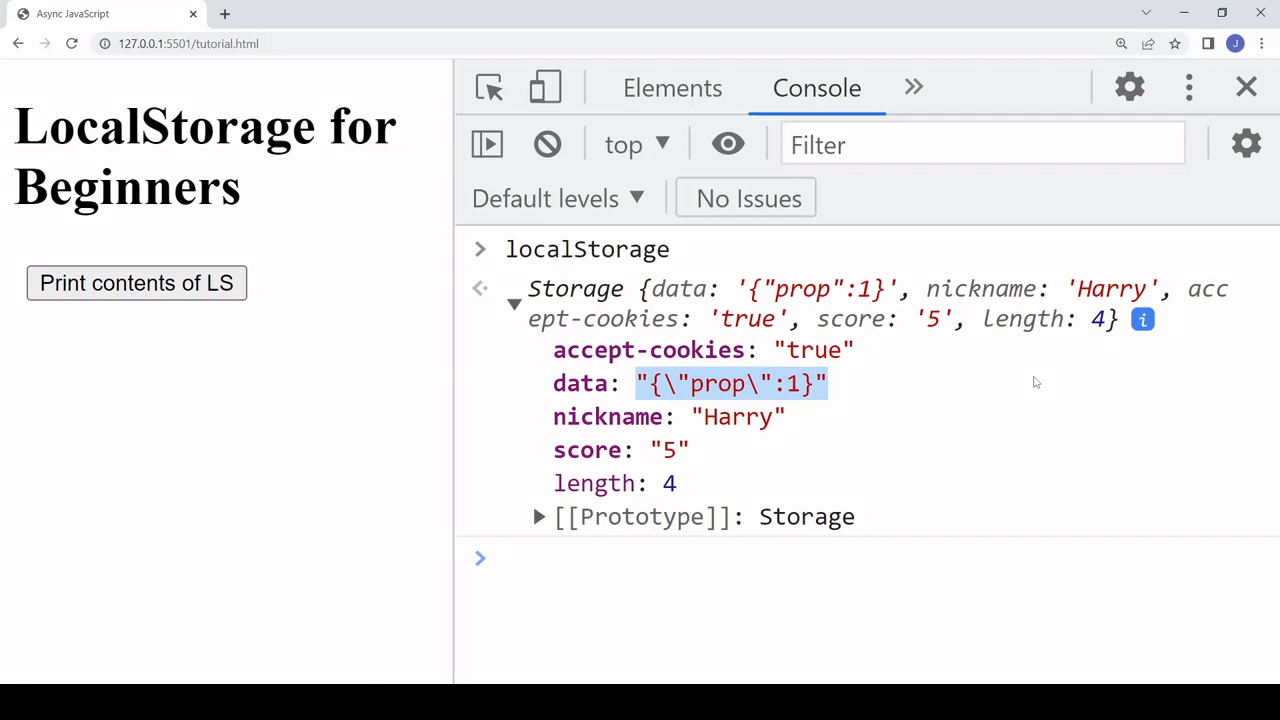 Async JavaScript
127.0.0.1:5501/tutorial.html
J
LocalStorage for
Beginners
Print contents of LS
Elements
Console
top
Filter
Default levels
No Issues
localStorage
Storage {data: '{"prop":1}', nickname: 'Harry', acc
ept-cookies: 'true', score: '5', length: 4}
i
accept-cookies: "true"
data: "{\"prop\":1}"
nickname: "Harry"
score: "5"
length: 4
[[Prototype]]: Storage